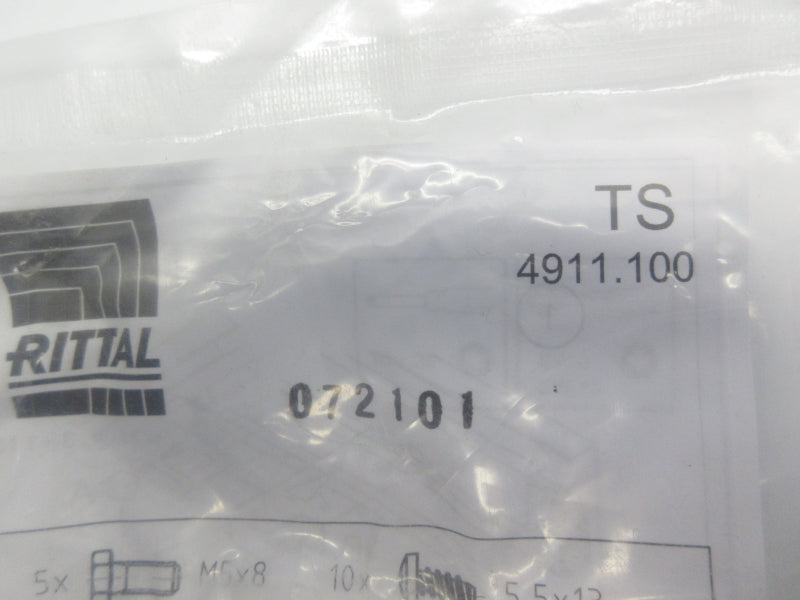 TS
4911.100
RITTAL
072101
5x M5x8 10x 5,5x13